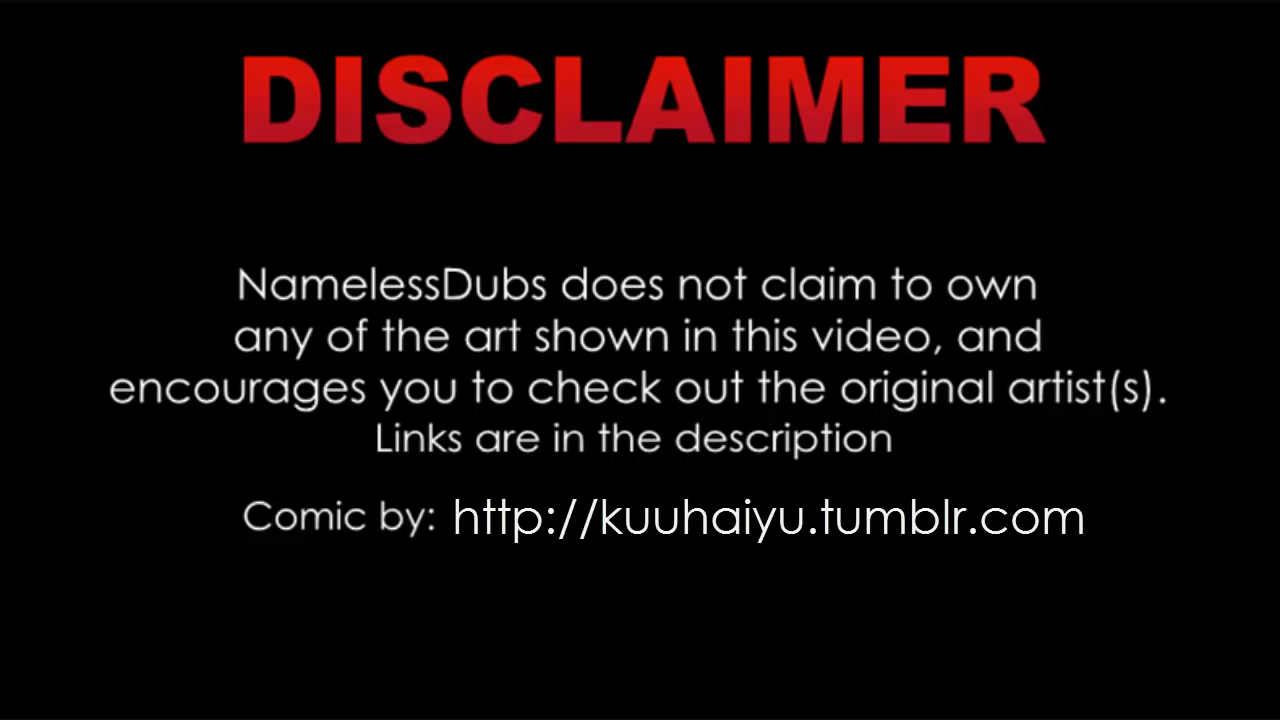 DISCLAIMER
NamelessDubs does not claim to own
any of the art shown in this video, and
encourages you to check out the original artist(s).
Links are in the description
Comic by: http://kuuhaiyu.tumblr.com